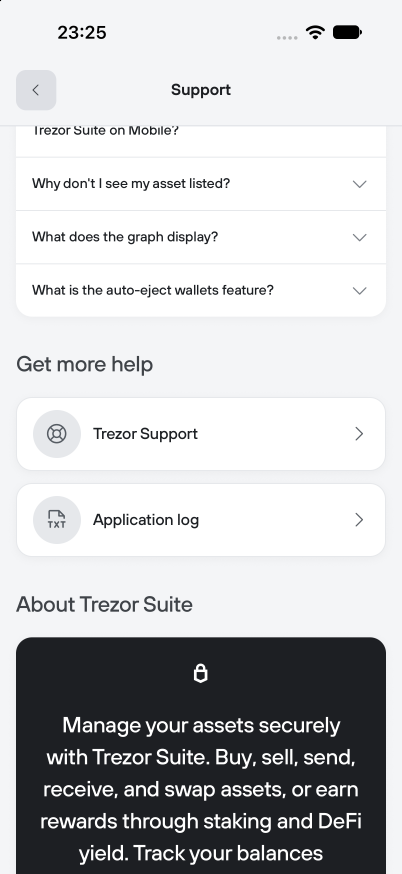 23:25
Support
Trezor Suite on Mobile?
Why don't I see my asset listed?
What does the graph display?
What is the auto-eject wallets feature?
Get more help
Trezor Support
TXT
Application log
About Trezor Suite
Manage your assets securely
with Trezor Suite. Buy, sell, send,
receive, and swap assets, or earn
rewards through staking and DeFi
yield. Track your balances